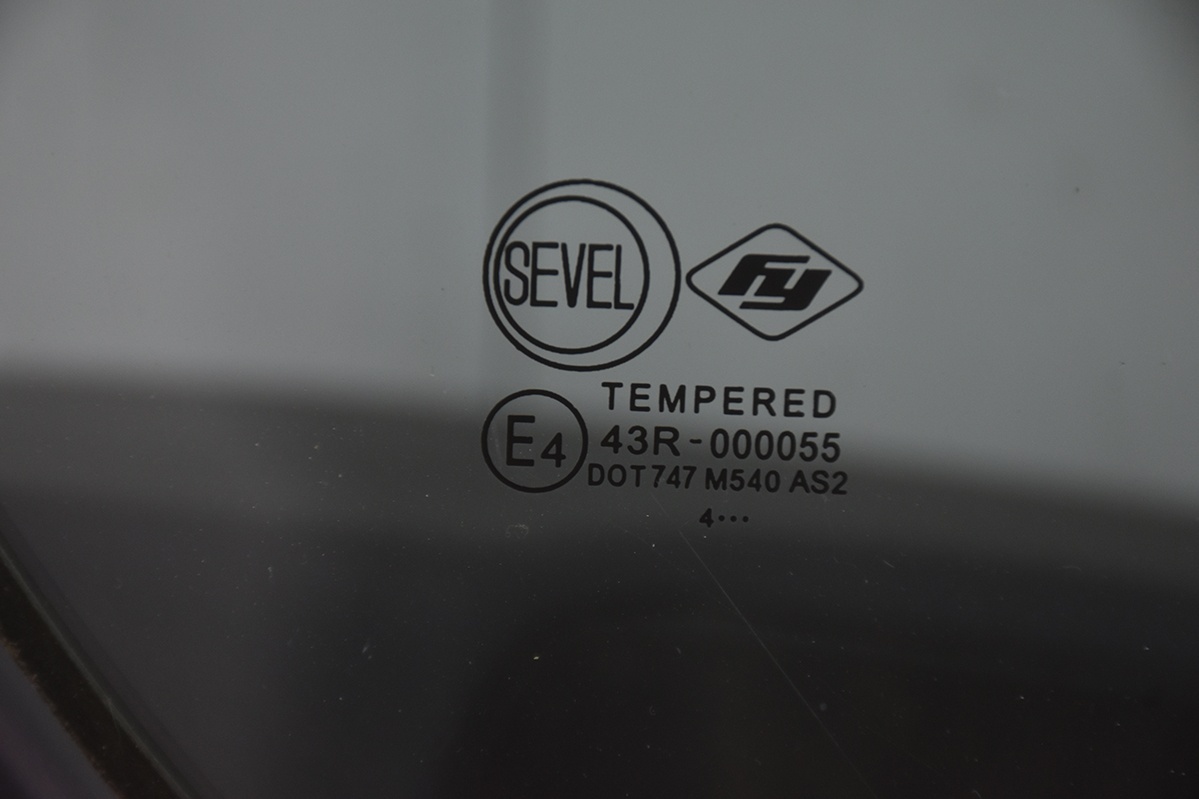 SEVEL
FY
TEMPERED
E4
43R-000055
DOT747 M540 AS2
4•••